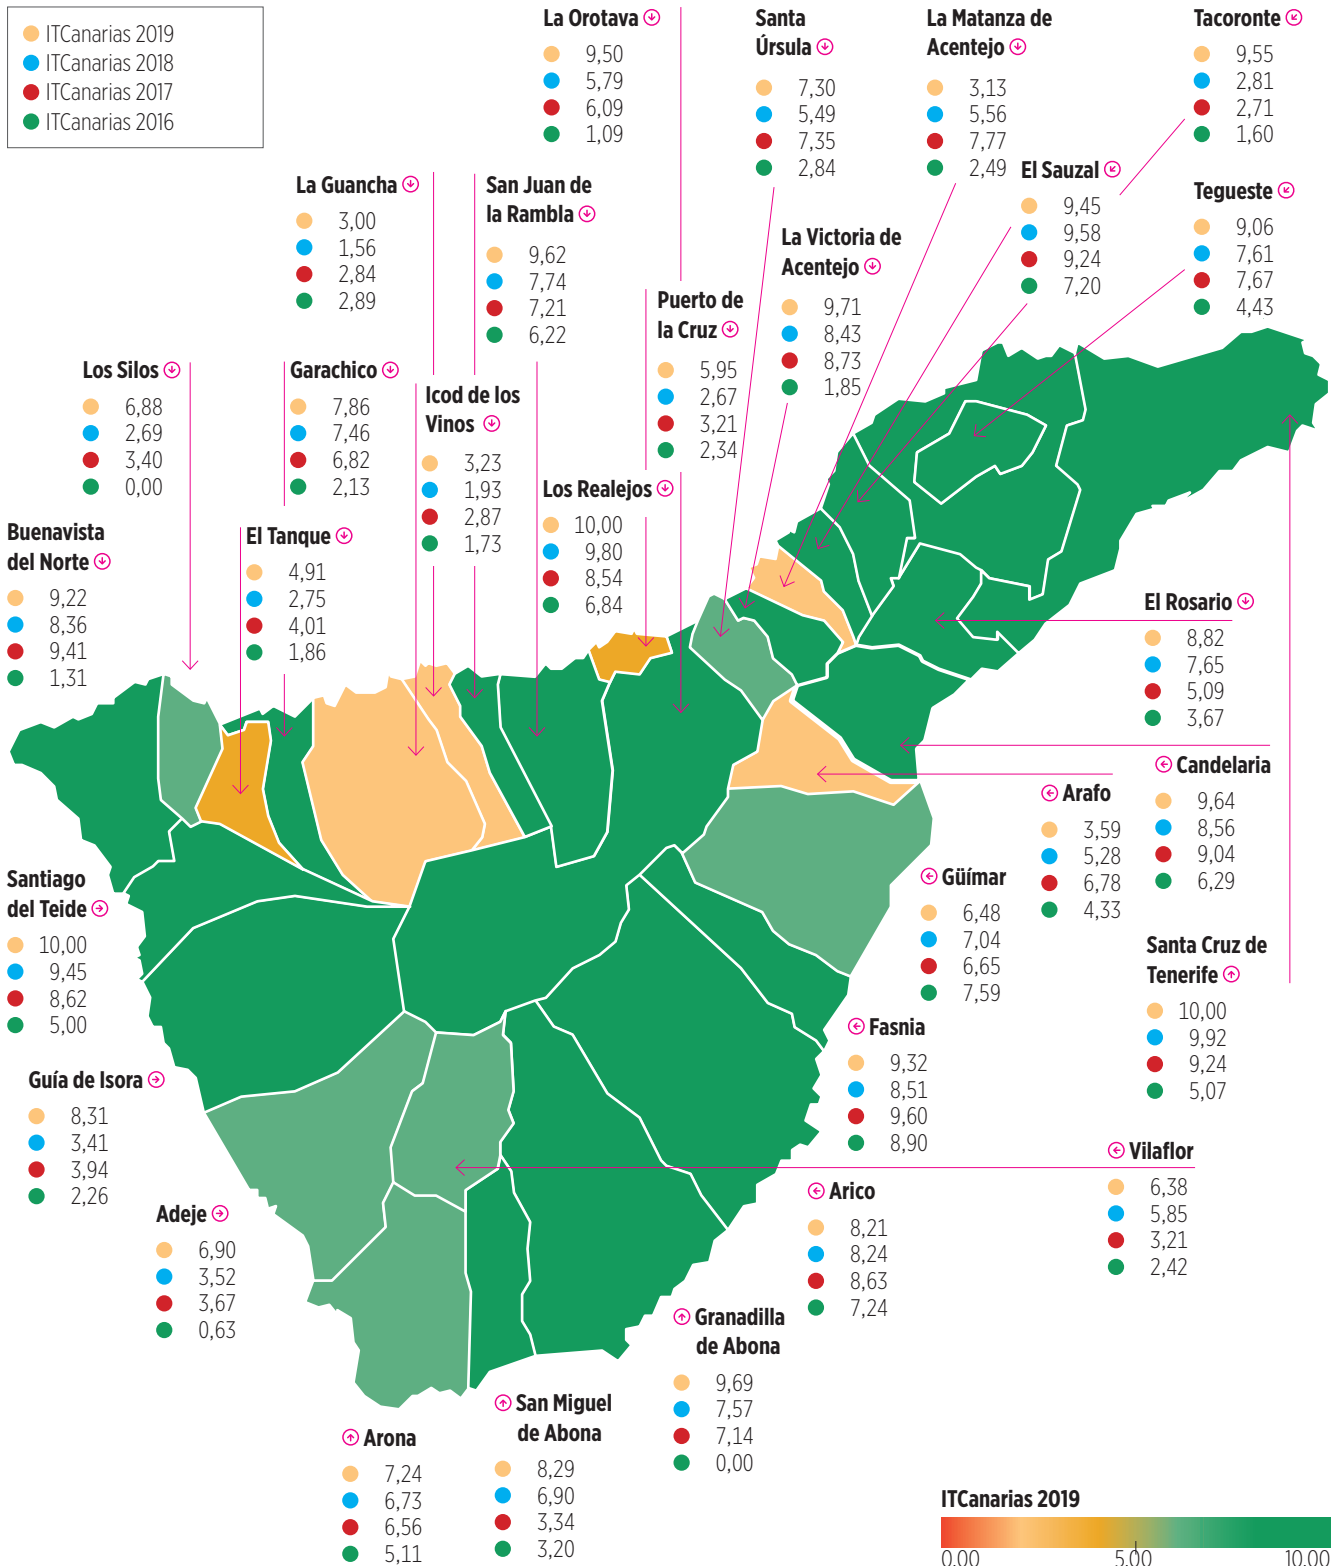 ITCanarias 2019
ITCanarias 2018
ITCanarias 2017
ITCanarias 2016
La Orotava
9,50
5,79
6,09
1,09
Santa
Úrsula
7,30
5,49
7,35
2,84
La Matanza de
Acentejo
3,13
5,56
7,77
2,49
Tacoronte
9,55
2,81
2,71
1,60
El Sauzal
9,45
9,58
9,24
7,20
Tegueste
9,06
7,61
7,67
4,43
La Guancha
3,00
1,56
2,84
2,89
San Juan de
la Rambla
9,62
7,74
7,21
6,22
La Victoria de
Acentejo
9,71
8,43
8,73
1,85
Puerto de
la Cruz
5,95
2,67
3,21
2,34
Los Silos
6,88
2,69
3,40
0,00
Garachico
7,86
7,46
6,82
2,13
Icod de los
Vinos
3,23
1,93
2,87
1,73
Los Realejos
10,00
9,80
8,54
6,84
Buenavista
del Norte
9,22
8,36
9,41
1,31
El Tanque
4,91
2,75
4,01
1,86
El Rosario
8,82
7,65
5,09
3,67
Candelaria
9,64
8,56
9,04
6,29
Arafo
3,59
5,28
6,78
4,33
Güímar
6,48
7,04
6,65
7,59
Santiago
del Teide
10,00
9,45
8,62
5,00
Santa Cruz de
Tenerife
10,00
9,92
9,24
5,07
Fasnia
9,32
8,51
9,60
8,90
Guía de Isora
8,31
3,41
3,94
2,26
Vilaflor
6,38
5,85
3,21
2,42
Arico
8,21
8,24
8,63
7,24
Adeje
6,90
3,52
3,67
0,63
Granadilla
de Abona
9,69
7,57
7,14
0,00
San Miguel
de Abona
8,29
6,90
3,34
3,20
Arona
7,24
6,73
6,56
5,11
ITCanarias 2019
0,00 5,00 10,00